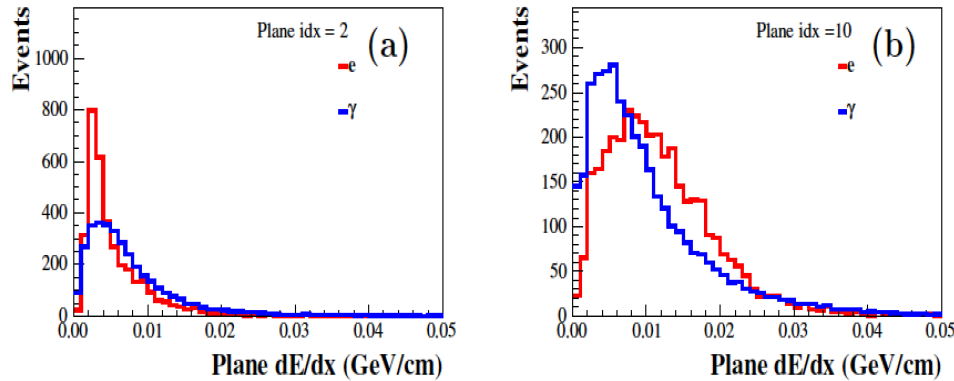 Plane idx = 2
(a)
e
γ
Events
1000
800
600
400
200
0
0.00
0.01
0.02
0.03
0.04
0.05
Plane dE/dx (GeV/cm)
Plane idx =10
(b)
e
γ
Events
300
250
200
150
100
50
0
0.00
0.01
0.02
0.03
0.04
0.05
Plane dE/dx (GeV/cm)